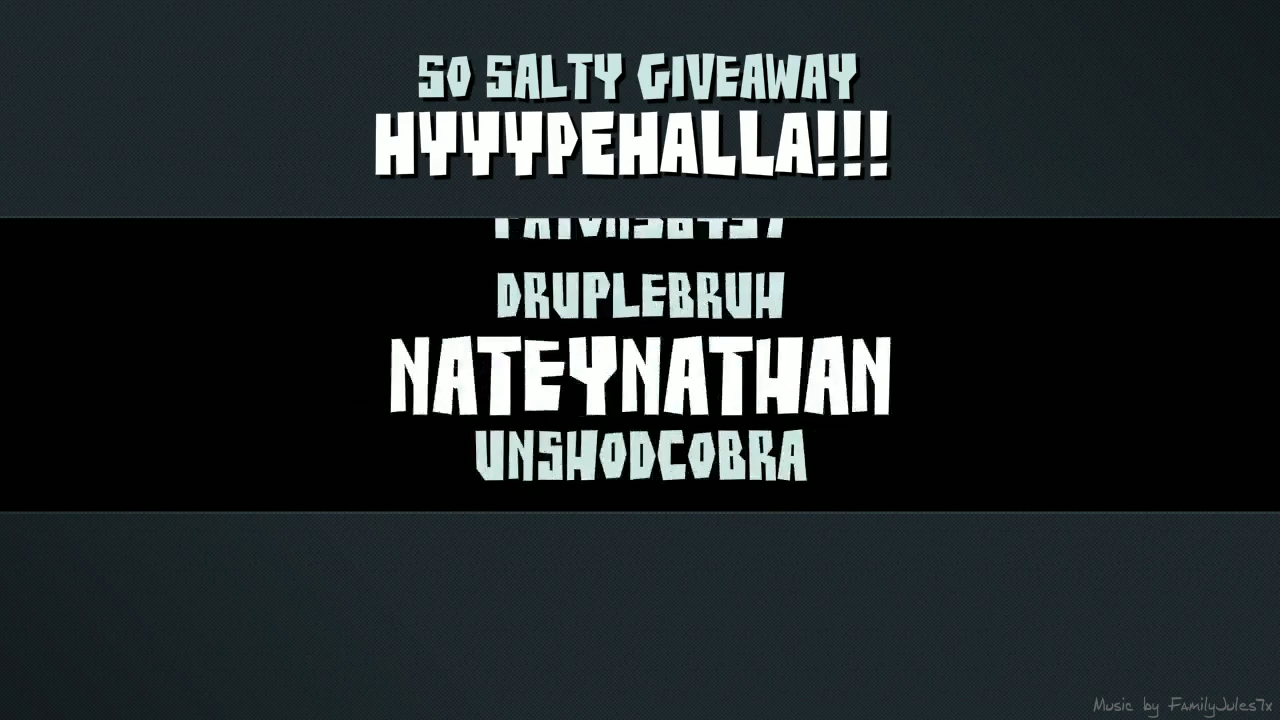 SO SALTY GIVEAWAY
HYYYPEHALLA!!!
DRUPLEBRUH
NATEYNATHAN
UNSHODCOBRA
Music by FamilyJules7x